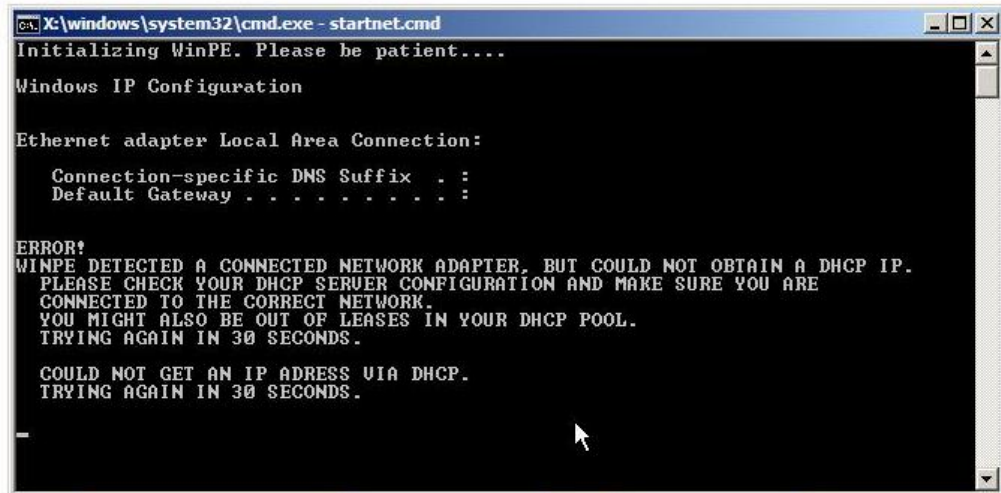 X:\windows\system32\cmd.exe - startnet.cmd
Initializing WinPE. Please be patient....
Windows IP Configuration
Ethernet adapter Local Area Connection:
Connection-specific DNS Suffix  . :
Default Gateway . . . . . . . . . :
ERROR!
WINPE DETECTED A CONNECTED NETWORK ADAPTER, BUT COULD NOT OBTAIN A DHCP IP.
PLEASE CHECK YOUR DHCP SERVER CONFIGURATION AND MAKE SURE YOU ARE
CONNECTED TO THE CORRECT NETWORK.
YOU MIGHT ALSO BE OUT OF LEASES IN YOUR DHCP POOL.
TRYING AGAIN IN 30 SECONDS.
COULD NOT GET AN IP ADRESS VIA DHCP.
TRYING AGAIN IN 30 SECONDS.